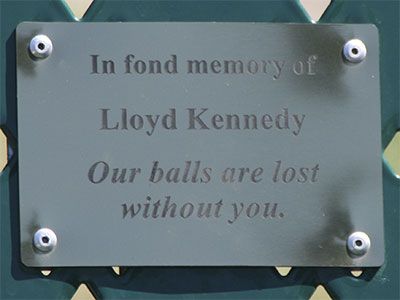 In fond memory of
Lloyd Kennedy
Our balls are lost
without you.